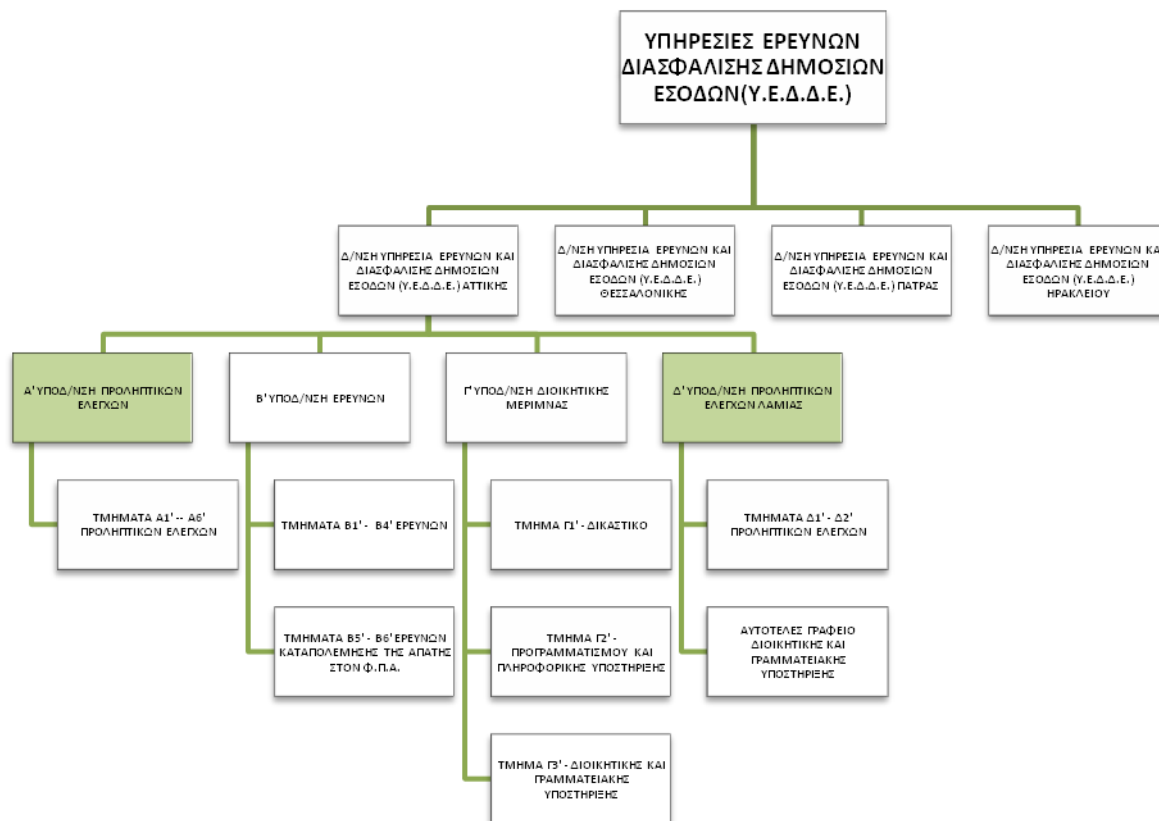 ΥΠΗΡΕΣΙΕΣ ΕΡΕΥΝΩΝ
ΔΙΑΣΦΑΛΙΣΗΣ ΔΗΜΟΣΙΩΝ
ΕΣΟΔΩΝ(Υ.Ε.Δ.Δ.Ε.)
Δ/ΝΣΗ ΥΠΗΡΕΣΙΑ ΕΡΕΥΝΩΝ ΚΑΙ
ΔΙΑΣΦΑΛΙΣΗΣ ΔΗΜΟΣΙΩΝ
ΕΣΟΔΩΝ (Υ.Ε.Δ.Δ.Ε.) ΑΤΤΙΚΗΣ
Δ/ΝΣΗ ΥΠΗΡΕΣΙΑ ΕΡΕΥΝΩΝ ΚΑΙ
ΔΙΑΣΦΑΛΙΣΗΣ ΔΗΜΟΣΙΩΝ
ΕΣΟΔΩΝ (Υ.Ε.Δ.Δ.Ε.)
ΘΕΣΣΑΛΟΝΙΚΗΣ
Δ/ΝΣΗ ΥΠΗΡΕΣΙΑ ΕΡΕΥΝΩΝ ΚΑΙ
ΔΙΑΣΦΑΛΙΣΗΣ ΔΗΜΟΣΙΩΝ
ΕΣΟΔΩΝ (Υ.Ε.Δ.Δ.Ε.) ΠΑΤΡΑΣ
Δ/ΝΣΗ ΥΠΗΡΕΣΙΑ ΕΡΕΥΝΩΝ ΚΑΙ
ΔΙΑΣΦΑΛΙΣΗΣ ΔΗΜΟΣΙΩΝ
ΕΣΟΔΩΝ (Υ.Ε.Δ.Δ.Ε.)
ΗΡΑΚΛΕΙΟΥ
Α' ΥΠΟΔ/ΝΣΗ ΠΡΟΛΗΠΤΙΚΩΝ
ΕΛΕΓΧΩΝ
Β' ΥΠΟΔ/ΝΣΗ ΕΡΕΥΝΩΝ
Γ' ΥΠΟΔ/ΝΣΗ ΔΙΟΙΚΗΤΙΚΗΣ
ΜΕΡΙΜΝΑΣ
Δ' ΥΠΟΔ/ΝΣΗ ΠΡΟΛΗΠΤΙΚΩΝ
ΕΛΕΓΧΩΝ ΛΑΜΙΑΣ
ΤΜΗΜΑΤΑ Α1' -- Α6'
ΠΡΟΛΗΠΤΙΚΩΝ ΕΛΕΓΧΩΝ
ΤΜΗΜΑΤΑ Β1' - Β4' ΕΡΕΥΝΩΝ
ΤΜΗΜΑ Γ1' - ΔΙΚΑΣΤΙΚΟ
ΤΜΗΜΑΤΑ Δ1' - Δ2'
ΠΡΟΛΗΠΤΙΚΩΝ ΕΛΕΓΧΩΝ
ΤΜΗΜΑΤΑ Β5' - Β6' ΕΡΕΥΝΩΝ
ΚΑΤΑΠΟΛΕΜΗΣΗΣ ΤΗΣ ΑΠΑΤΗΣ
ΣΤΟΝ Φ.Π.Α.
ΤΜΗΜΑ Γ2' -
ΠΡΟΓΡΑΜΜΑΤΙΣΜΟΥ ΚΑΙ
ΠΛΗΡΟΦΟΡΙΚΗΣ ΥΠΟΣΤΗΡΙΞΗΣ
ΑΥΤΟΤΕΛΕΣ ΓΡΑΦΕΙΟ
ΔΙΟΙΚΗΤΙΚΗΣ ΚΑΙ
ΓΡΑΜΜΑΤΕΙΑΚΗΣ
ΥΠΟΣΤΗΡΙΞΗΣ
ΤΜΗΜΑ Γ3' - ΔΙΟΙΚΗΤΙΚΗΣ ΚΑΙ
ΓΡΑΜΜΑΤΕΙΑΚΗΣ
ΥΠΟΣΤΗΡΙΞΗΣ